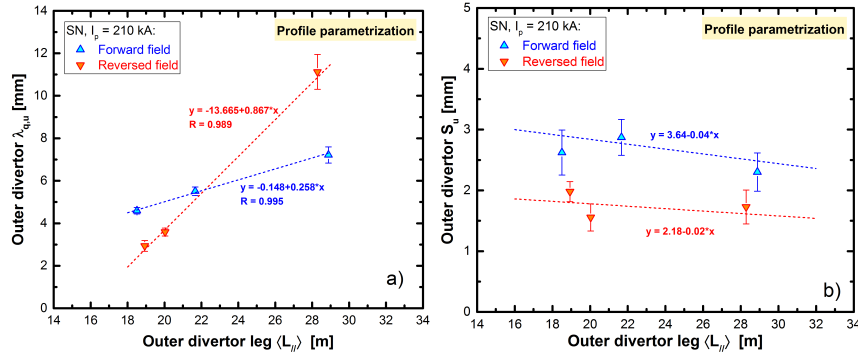 a)
SN, Iₚ = 210 kA:
Forward field
Reversed field
Profile parametrization
y = -13.665+0.867*x
R = 0.989
y = -0.148+0.258*x
R = 0.995
Outer divertor λq,u [mm]
14
12
10
8
6
4
2
0
14 16 18 20 22 24 26 28 30 32 34
Outer divertor leg ⟨L//⟩ [m]
b)
SN, Iₚ = 210 kA:
Forward field
Reversed field
Profile parametrization
y = 3.64-0.04*x
y = 2.18-0.02*x
Outer divertor Sᵤ [mm]
5
4
3
2
1
0
14 16 18 20 22 24 26 28 30 32 34
Outer divertor leg ⟨L//⟩ [m]